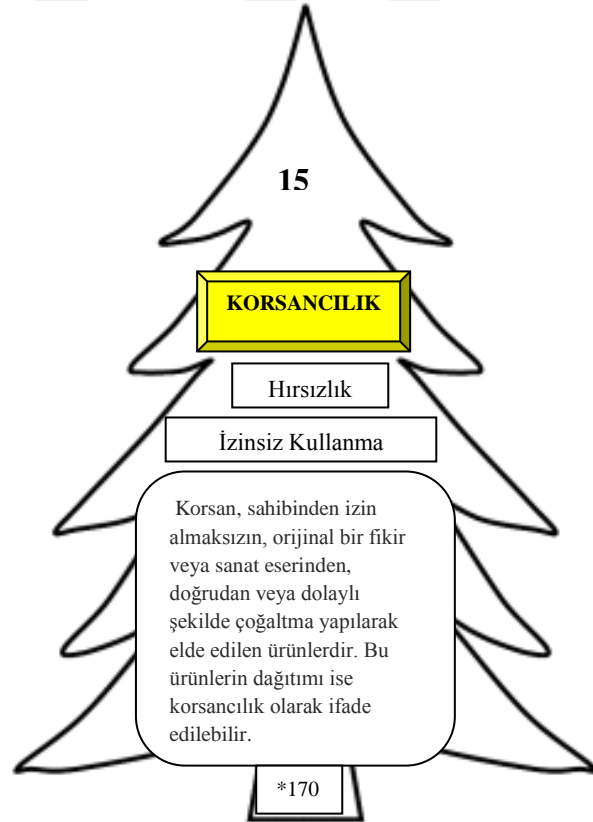 15
KORSANCILIK
Hırsızlık
İzinsiz Kullanma
Korsan, sahibinden izin
almaksızın, orijinal bir fikir
veya sanat eserinden,
doğrudan veya dolaylı
şekilde çoğaltma yapılarak
elde edilen ürünlerdir. Bu
ürünlerin dağıtımı ise
korsancılık olarak ifade
edilebilir.
*170